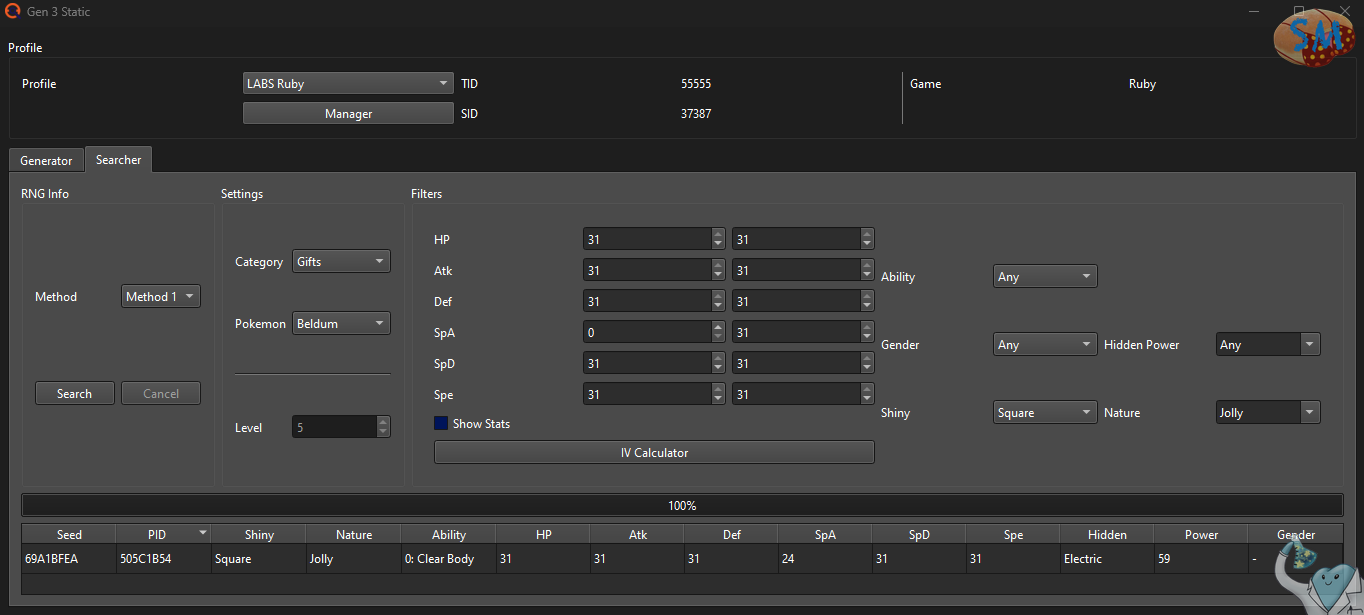 Gen 3 Static
SM
Profile
Profile LABS Ruby TID 55555 Game Ruby
Manager SID 37387
Generator Searcher
RNG Info Settings Filters
HP 31 31
Category Gifts
Atk 31 31
Ability Any
Method Method 1
Def 31 31
Pokemon Beldum
SpA 0 31
Gender Any Hidden Power Any
SpD 31 31
Search Cancel
Spe 31 31
Shiny Square Nature Jolly
Level 5
Show Stats
IV Calculator
100%
Seed PID Shiny Nature Ability HP Atk Def SpA SpD Spe Hidden Power Gender
69A1BFEA 505C1B54 Square Jolly 0: Clear Body 31 31 31 24 31 31 Electric 59 -